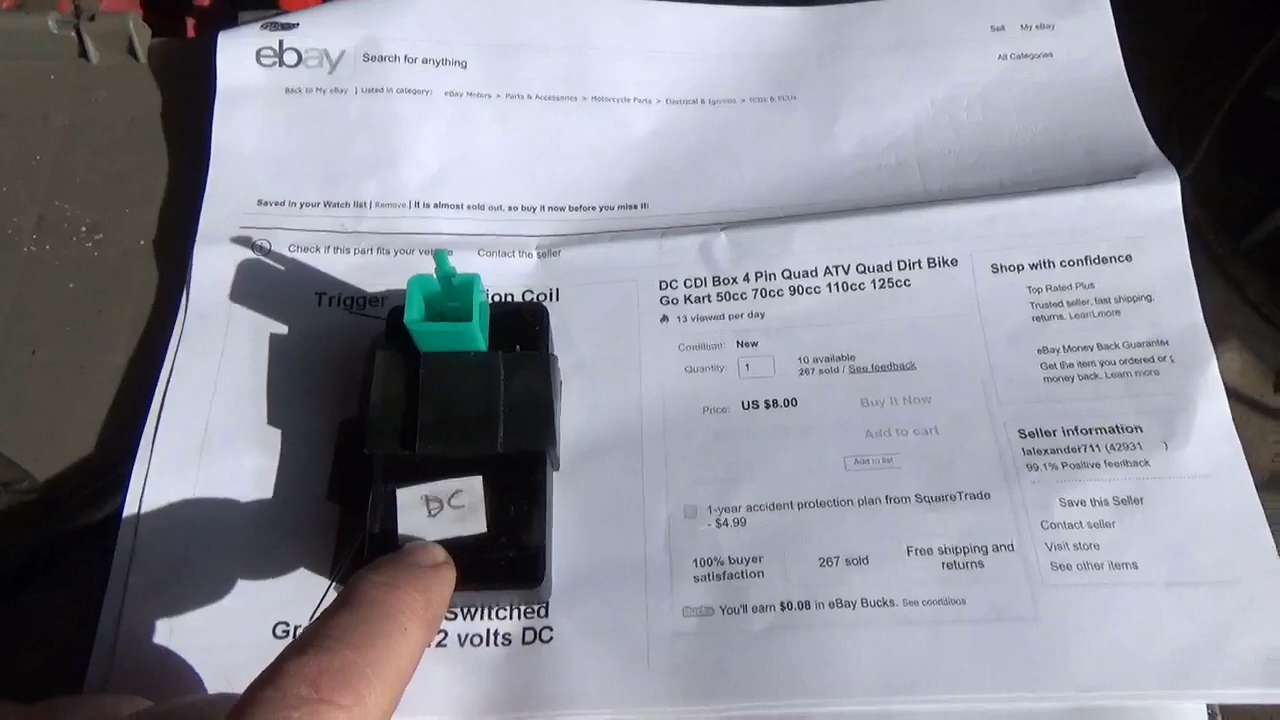 ebay
Search for anything
Sell My eBay
All Categories
Back to My eBay | Listed in category: eBay Motors > Parts & Accessories > Motorcycle Parts > Electrical & Ignition > CDIs & ECUs
Saved in your Watch list | Remove | It is almost sold out, so buy it now before you miss it!
Check if this part fits your Contact the seller
Trigger ion Coil
DC
Switched
2 volts DC
DC CDI Box 4 Pin Quad ATV Quad Dirt Bike
Go Kart 50cc 70cc 90cc 110cc 125cc
13 viewed per day
Condition: New
Quantity: 1 10 available
267 sold / See feedback
Price: US $8.00 Buy It Now
Add to cart
Add to list
1-year accident protection plan from SquareTrade
- $4.99
100% buyer
satisfaction
267 sold
Free shipping and
returns
You'll earn $0.08 in eBay Bucks. See conditions
Shop with confidence
Top Rated Plus
Trusted seller, fast shipping,
returns. Learn more
eBay Money Back Guarantee
Get the item you ordered or
money back. Learn more
Seller information
(42931 )
99.1% Positive feedback
Save this Seller
Contact seller
Visit store
See other items